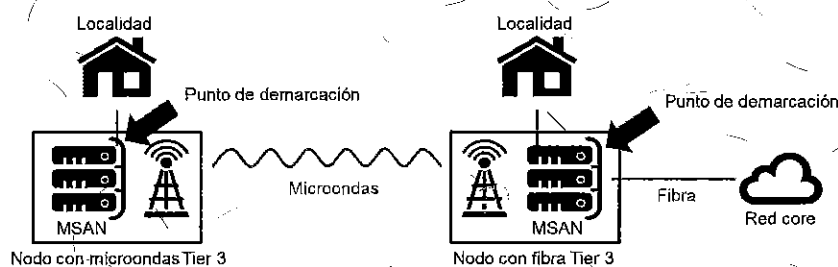 Localidad
Localidad
Punto de demarcación
Punto de demarcación
Microondas
Fibra
MSAN
MSAN
Red core
Nodo con microondas Tier 3
Nodo con fibra Tier 3